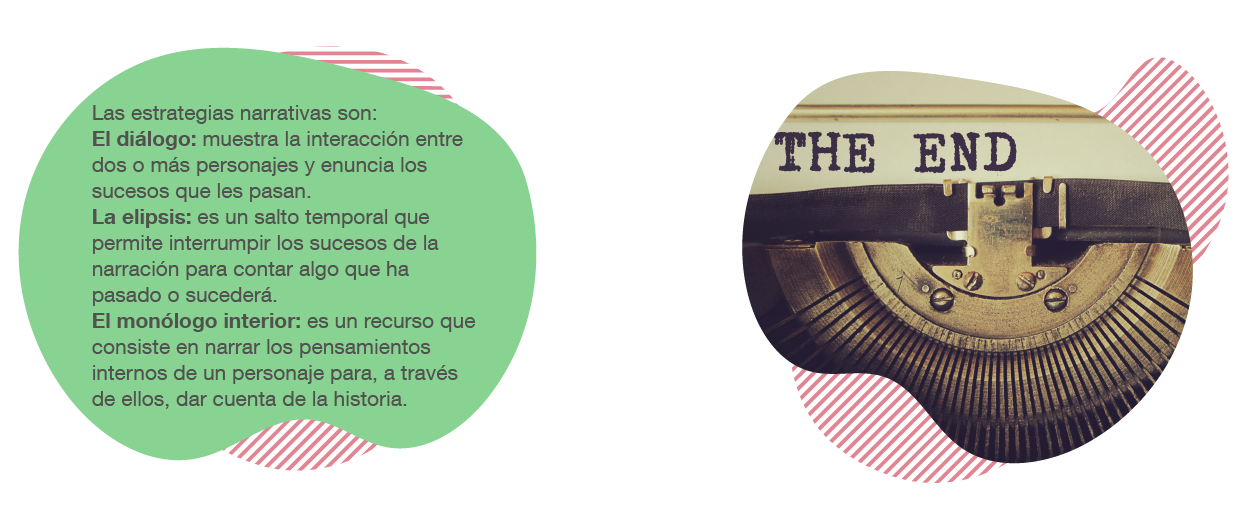 Las estrategias narrativas son:
El diálogo: muestra la interacción entre
dos o más personajes y enuncia los
sucesos que les pasan.
La elipsis: es un salto temporal que
permite interrumpir los sucesos de la
narración para contar algo que ha
pasado o sucederá.
El monólogo interior: es un recurso que
consiste en narrar los pensamientos
internos de un personaje para, a través
de ellos, dar cuenta de la historia.
THE END